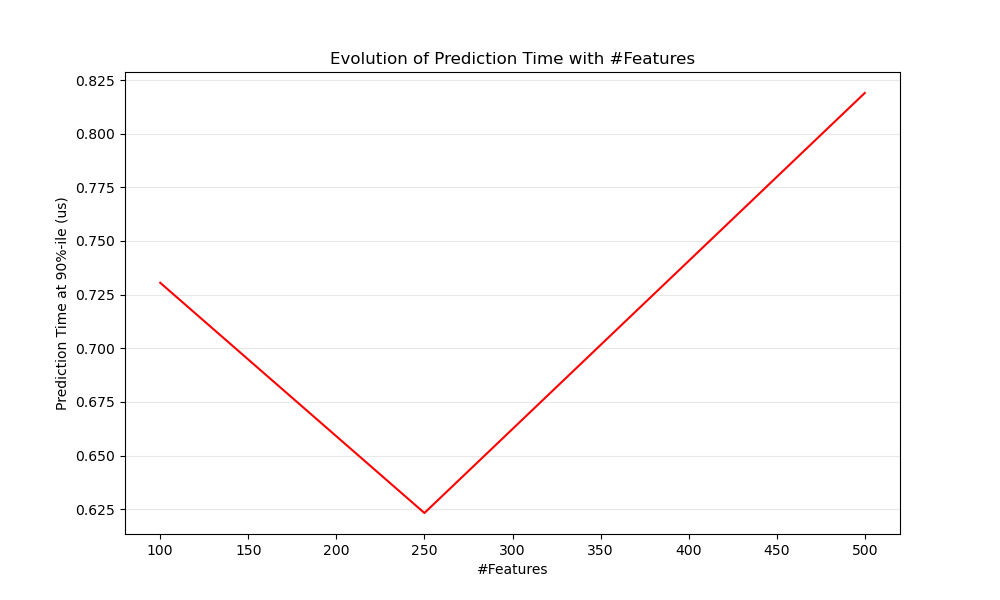 Evolution of Prediction Time with #Features
Prediction Time at 90%-ile (us)
0.825
0.800
0.775
0.750
0.725
0.700
0.675
0.650
0.625
100 150 200 250 300 350 400 450 500
#Features